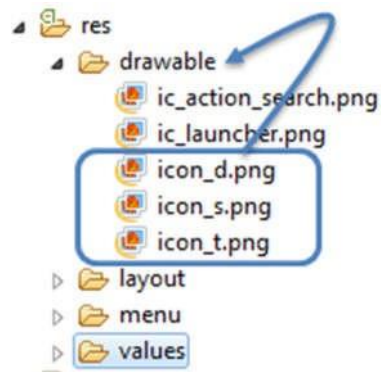 res
drawable
ic_action_search.png
ic_launcher.png
icon_d.png
icon_s.png
icon_t.png
layout
menu
values